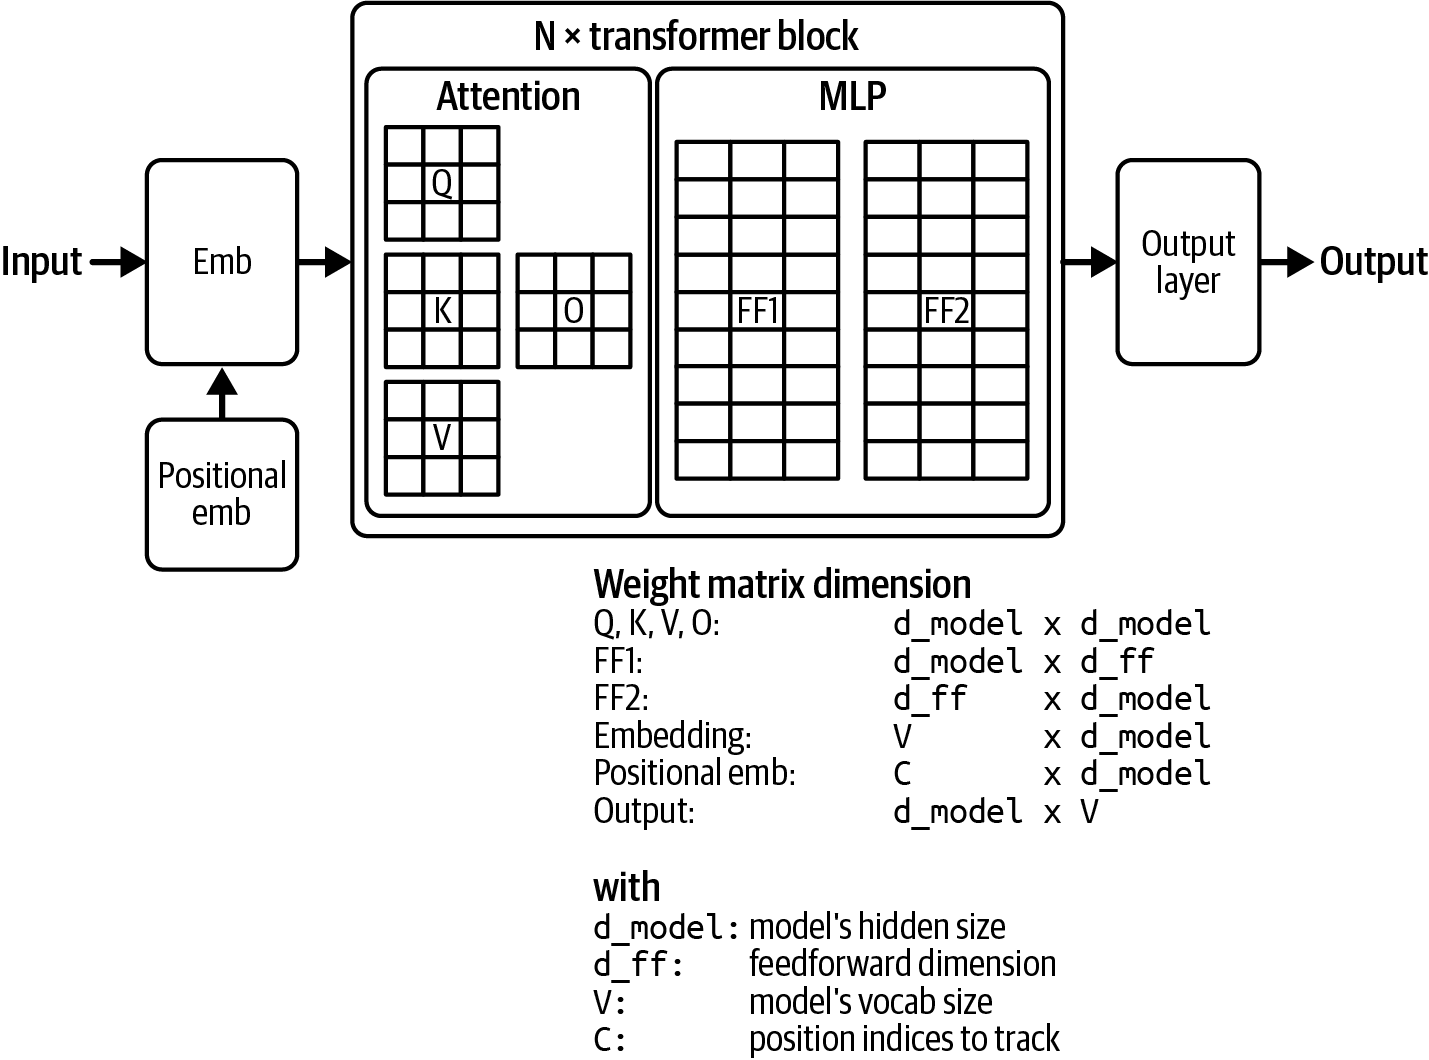 N × transformer block
Attention
MLP
Q
K
O
V
FF1
FF2
Input
Emb
Positional
emb
Output
layer
Output
Weight matrix dimension
Q, K, V, O: d_model x d_model
FF1: d_model x d_ff
FF2: d_ff x d_model
Embedding: V x d_model
Positional emb: C x d_model
Output: d_model x V
with
d_model: model's hidden size
d_ff: feedforward dimension
V: model's vocab size
C: position indices to track